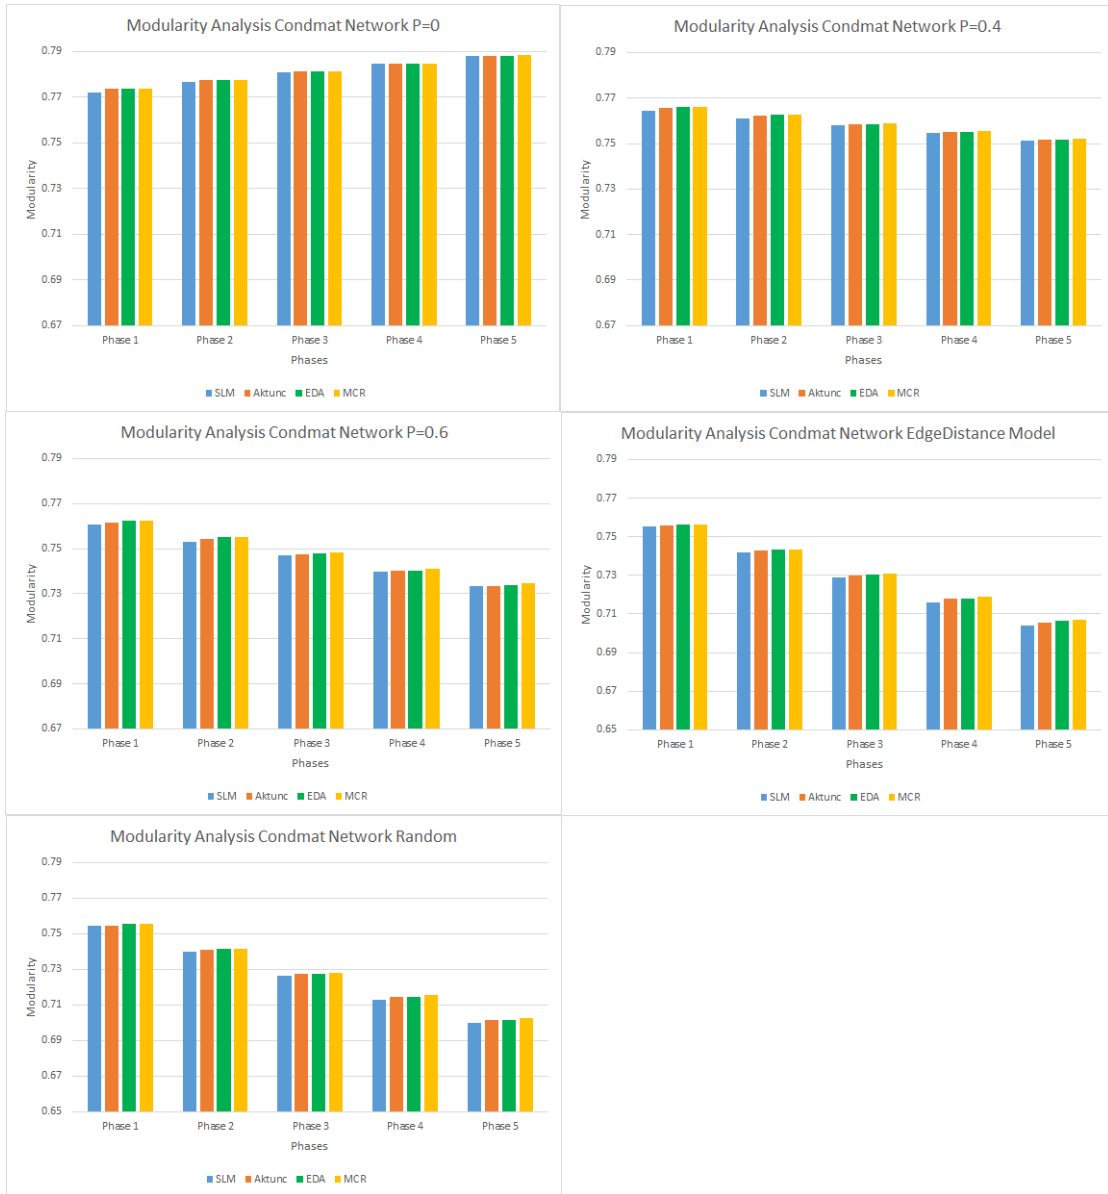 Modularity Analysis Condmat Network P=0
0.79
0.77
0.75
0.73
0.71
0.69
0.67
Modularity
Phase 1 Phase 2 Phase 3 Phase 4 Phase 5
Phases
SLM Aktunc EDA MCR
Modularity Analysis Condmat Network P=0.4
0.79
0.77
0.75
0.73
0.71
0.69
0.67
Modularity
Phase 1 Phase 2 Phase 3 Phase 4 Phase 5
Phases
SLM Aktunc EDA MCR
Modularity Analysis Condmat Network P=0.6
0.79
0.77
0.75
0.73
0.71
0.69
0.67
Modularity
Phase 1 Phase 2 Phase 3 Phase 4 Phase 5
Phases
SLM Aktunc EDA MCR
Modularity Analysis Condmat Network EdgeDistance Model
0.79
0.77
0.75
0.73
0.71
0.69
0.67
0.65
Modularity
Phase 1 Phase 2 Phase 3 Phase 4 Phase 5
Phases
SLM Aktunc EDA MCR
Modularity Analysis Condmat Network Random
0.79
0.77
0.75
0.73
0.71
0.69
0.67
0.65
Modularity
Phase 1 Phase 2 Phase 3 Phase 4 Phase 5
Phases
SLM Aktunc EDA MCR